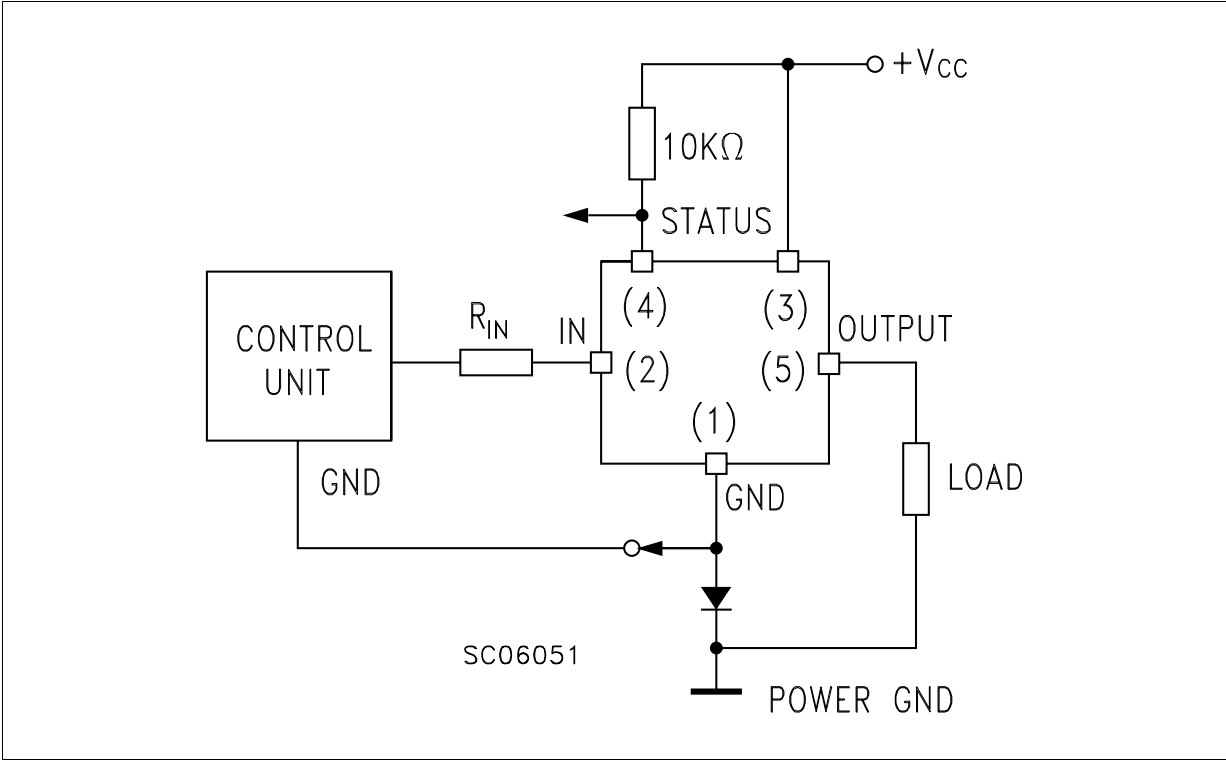 +VCC
10KΩ
STATUS
(4)
(3)
RIN
IN
OUTPUT
CONTROL
UNIT
(2)
(5)
(1)
GND
GND
LOAD
SC06051
POWER GND